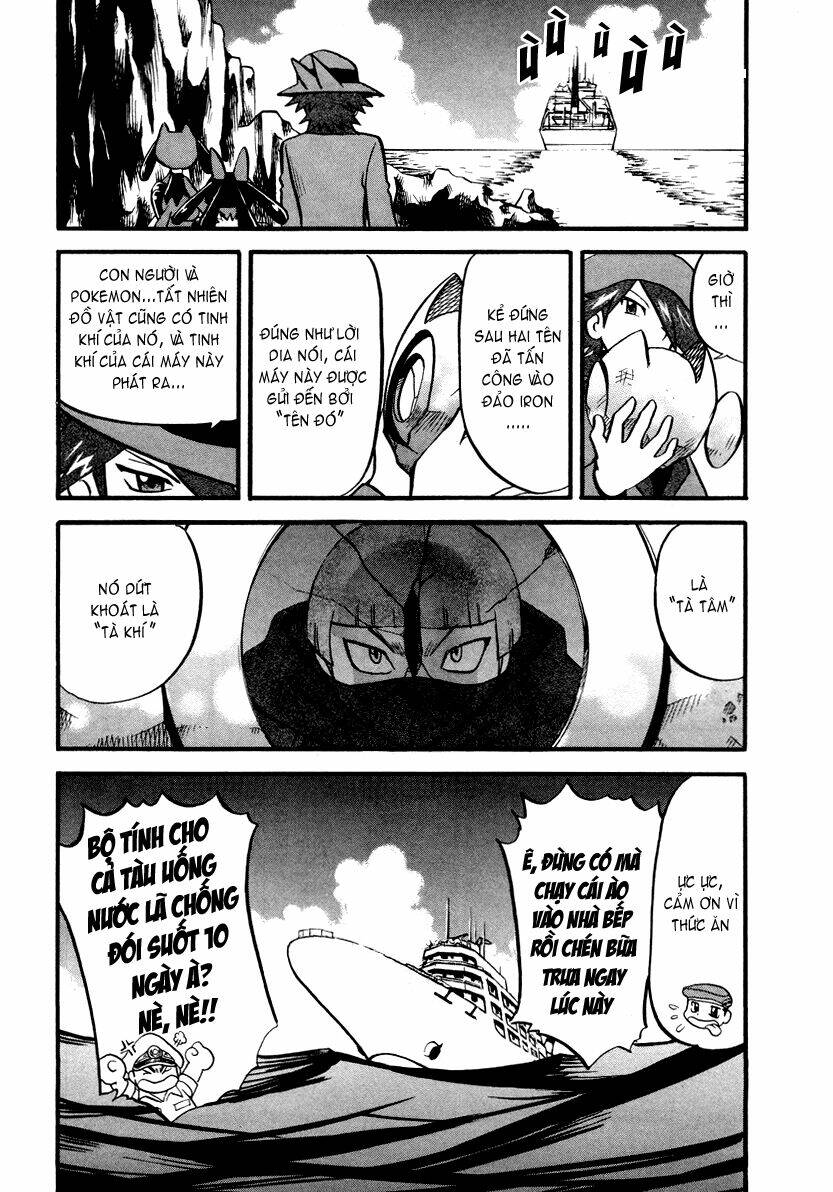 Ù Ù Ù Ù Ù
GIỜ
THÌ
...
KẺ ĐỨNG
SAU HAI TÊN
ĐÃ TẤN
CÔNG VÀO
ĐẢO IRON
.....
ĐÚNG NHƯ LỜI
DIA NÓI, CÁI
MÁY NÀY ĐƯỢC
GỬI ĐẾN BỞI
"TÊN ĐÓ"
CON NGƯỜI VÀ
POKEMON...TẤT NHIÊN
ĐỒ VẬT CŨNG CÓ TINH
KHÍ CỦA NÓ, VÀ TINH
KHÍ CỦA CÁI MÁY NÀY
PHÁT RA...
LÀ
"TÀ TÂM"
NÓ DỨT
KHOÁT LÀ
"TÀ KHÍ"
ỰC ỰC,
CẢM ƠN VÌ
THỨC ĂN
Ê, ĐỪNG CÓ MÀ
CHẠY CÁI ÀO
VÀO NHÀ BẾP
RỒI CHÉN BỮA
TRƯA NGAY
LÚC NÀY
BỘ TÍNH CHO
CẢ TÀU UỐNG
NƯỚC LÃ CHỐNG
ĐÓI SUỐT 10
NGÀY À?
NÈ, NÈ!!